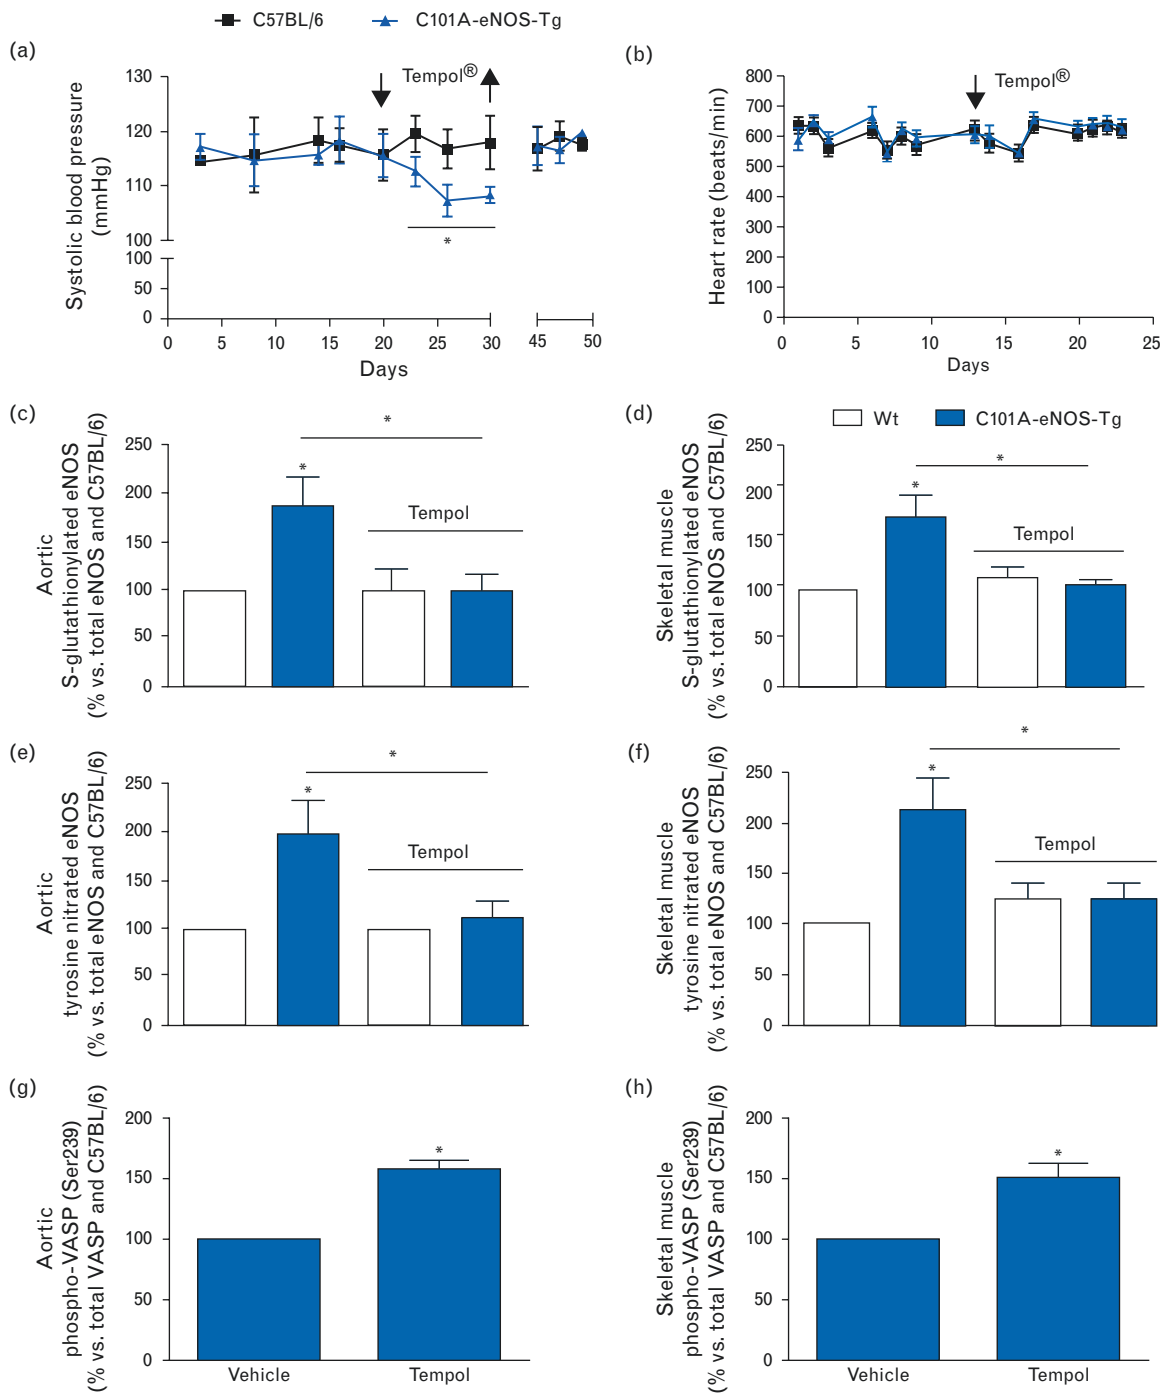 C57BL/6
C101A-eNOS-Tg
(a)
Systolic blood pressure
(mmHg)
130
120
110
100
100
50
0
Tempol®
*
0 5 10 15 20 25 30 45 50
Days
(b)
Heart rate (beats/min)
800
700
600
500
400
300
200
100
0
Tempol®
0 5 10 15 20 25
Days
(c)
Aortic
S-glutathionylated eNOS
(% vs. total eNOS and C57BL/6)
250
200
150
100
50
0
*
*
Tempol
(d)
Wt
C101A-eNOS-Tg
Skeletal muscle
S-glutathionylated eNOS
(% vs. total eNOS and C57BL/6)
250
200
150
100
50
0
*
*
Tempol
(e)
Aortic
tyrosine nitrated eNOS
(% vs. total eNOS and C57BL/6)
250
200
150
100
50
0
*
*
Tempol
(f)
Skeletal muscle
tyrosine nitrated eNOS
(% vs. total eNOS and C57BL/6)
250
200
150
100
50
0
*
*
Tempol
(g)
Aortic
phospho-VASP (Ser239)
(% vs. total VASP and C57BL/6)
200
150
100
50
0
*
Vehicle Tempol
(h)
Skeletal muscle
phospho-VASP (Ser239)
(% vs. total VASP and C57BL/6)
200
150
100
50
0
*
Vehicle Tempol